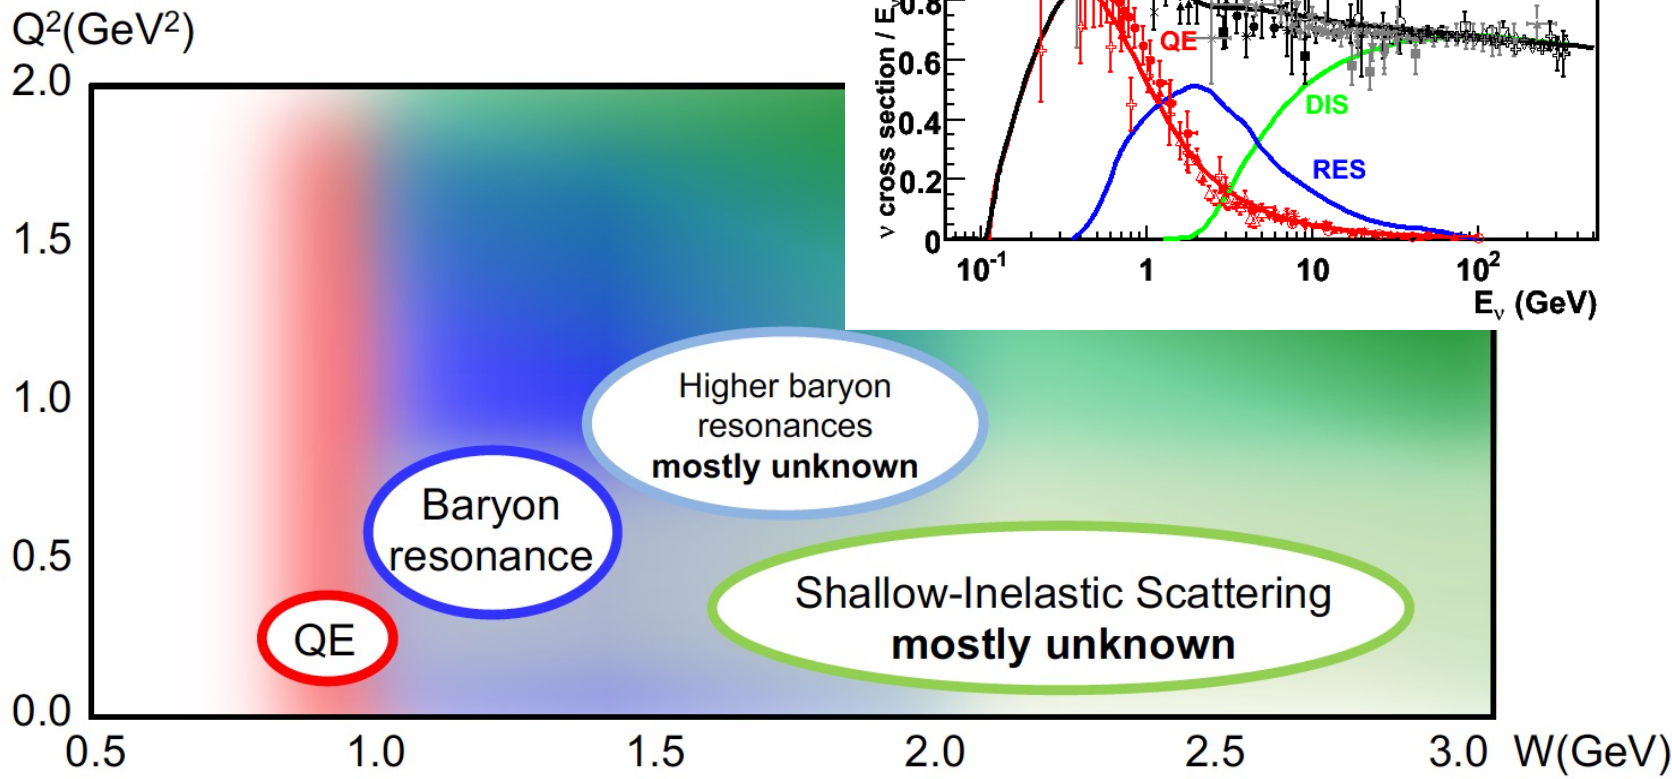 Q²(GeV²)
2.0
1.5
1.0
0.5
0.0
0.5
1.0
1.5
2.0
2.5
3.0
W(GeV)
QE
Baryon
resonance
Higher baryon
resonances
mostly unknown
Shallow-Inelastic Scattering
mostly unknown
ν cross section / Eν
0.8
0.6
0.4
0.2
0
QE
DIS
RES
10⁻¹
1
10
10²
Eν (GeV)